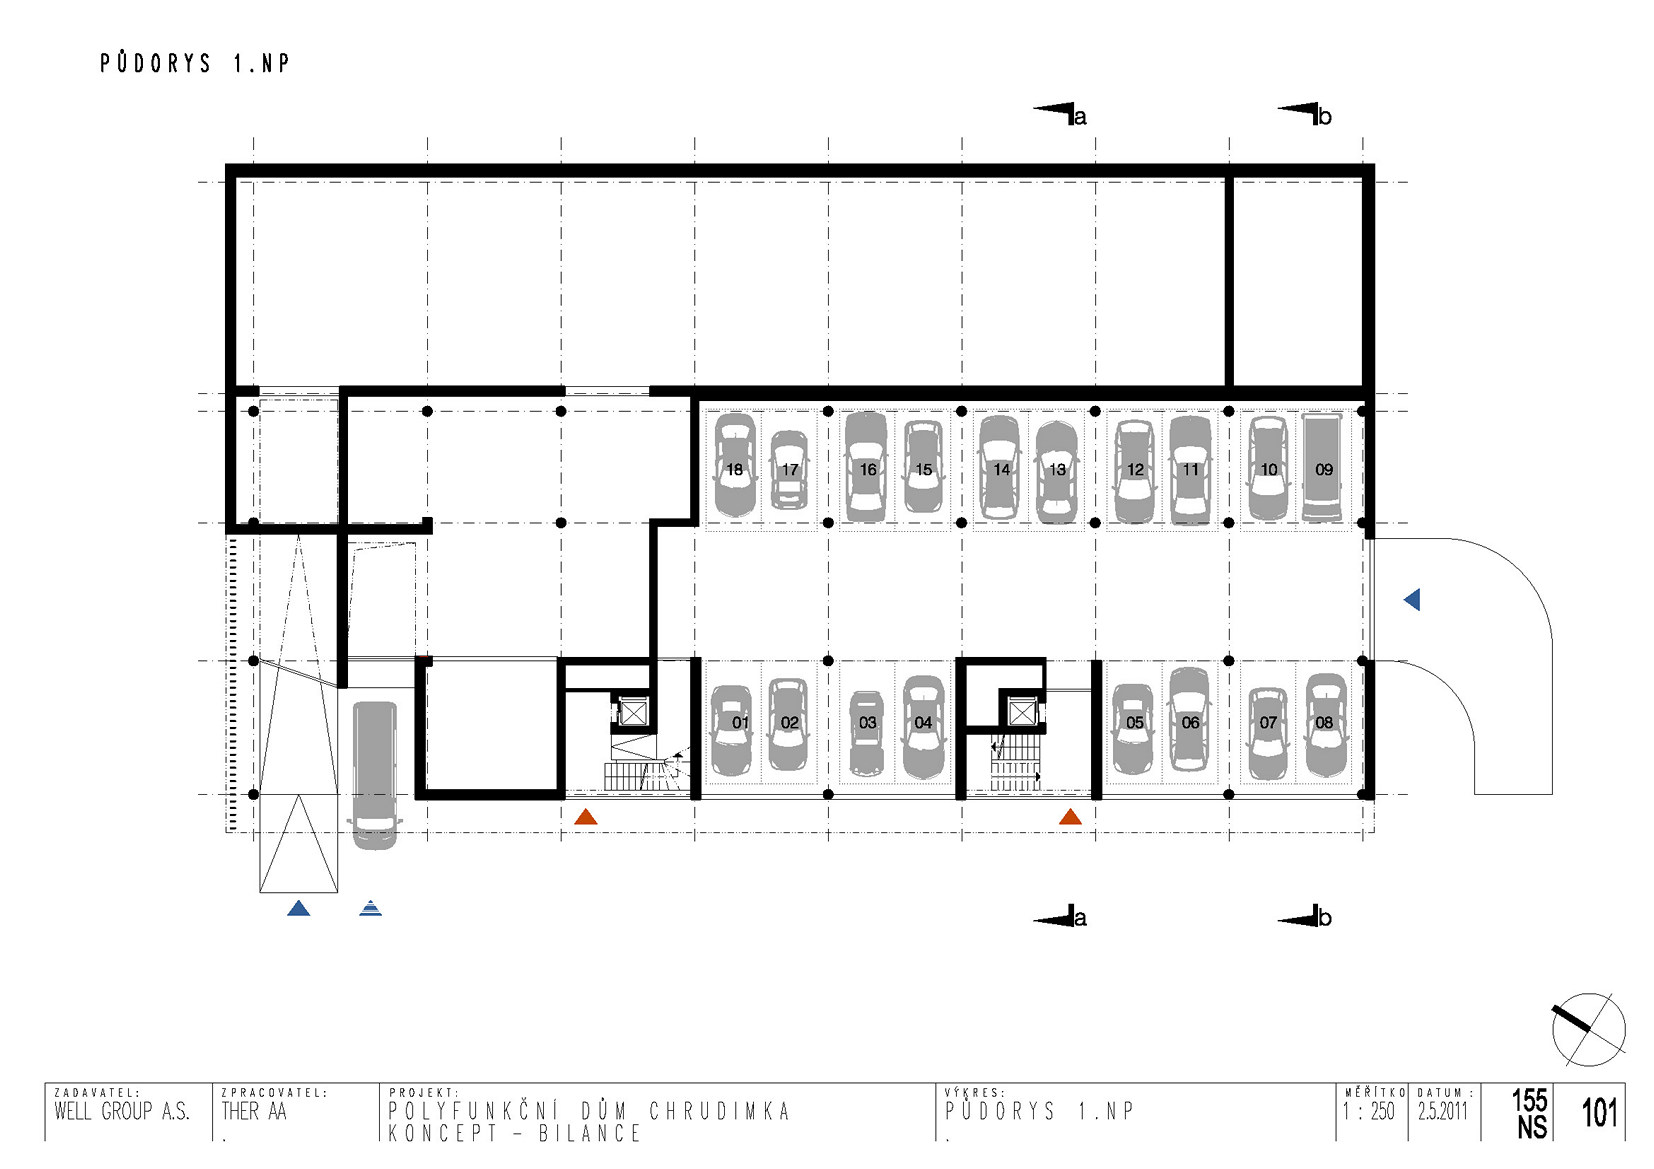 PŮDORYS 1.NP
a
b
18 17 16 15 14 13 12 11 10 09
01 02 03 04 05 06 07 08
a
b
ZADAVATEL:
WELL GROUP A.S.
ZPRACOVATEL:
THER AA
.
PROJEKT:
POLYFUNKČNÍ DŮM CHRUDIMKA
KONCEPT – BILANCE
VÝKRES:
PŮDORYS 1.NP
.
MĚŘÍTKO
1 : 250
DATUM :
2.5.2011
155
NS
101